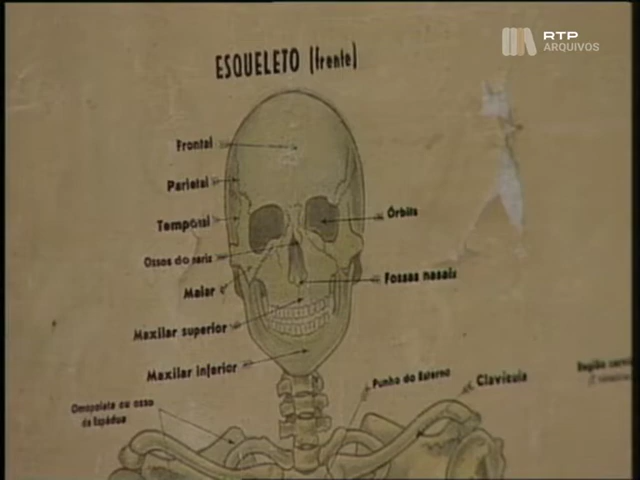 RTP
ARQUIVOS
ESQUELETO (frente)
Frontal
Parietal
Temporal
Órbita
Ossos do nariz
Fossas nasais
Malar
Maxilar superior
Maxilar inferior
Punho do Esterno
Clavícula
Região
Omoplata ou osso
da Espádua